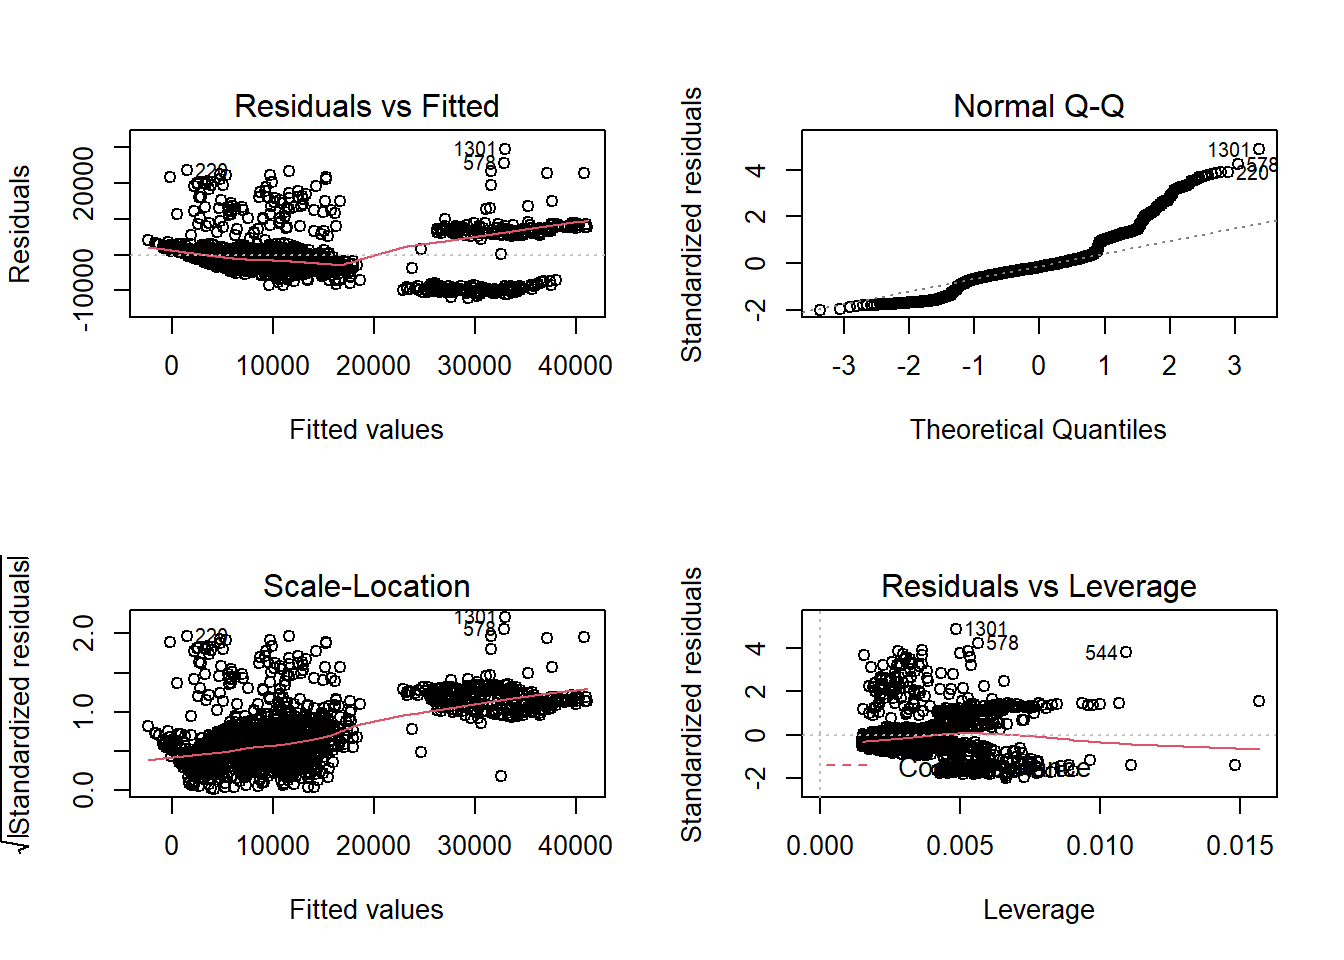 Residuals vs Fitted
Residuals
20000
-10000
1301
578
220
0 10000 20000 30000 40000
Fitted values
Normal Q-Q
Standardized residuals
4
2
0
-2
1301
578
220
-3 -2 -1 0 1 2 3
Theoretical Quantiles
Scale-Location
√|Standardized residuals|
2.0
1.0
0.0
1301
578
220
0 10000 20000 30000 40000
Fitted values
Residuals vs Leverage
Standardized residuals
4
2
0
-2
1301
578
544
0.000 0.005 0.010 0.015
Leverage